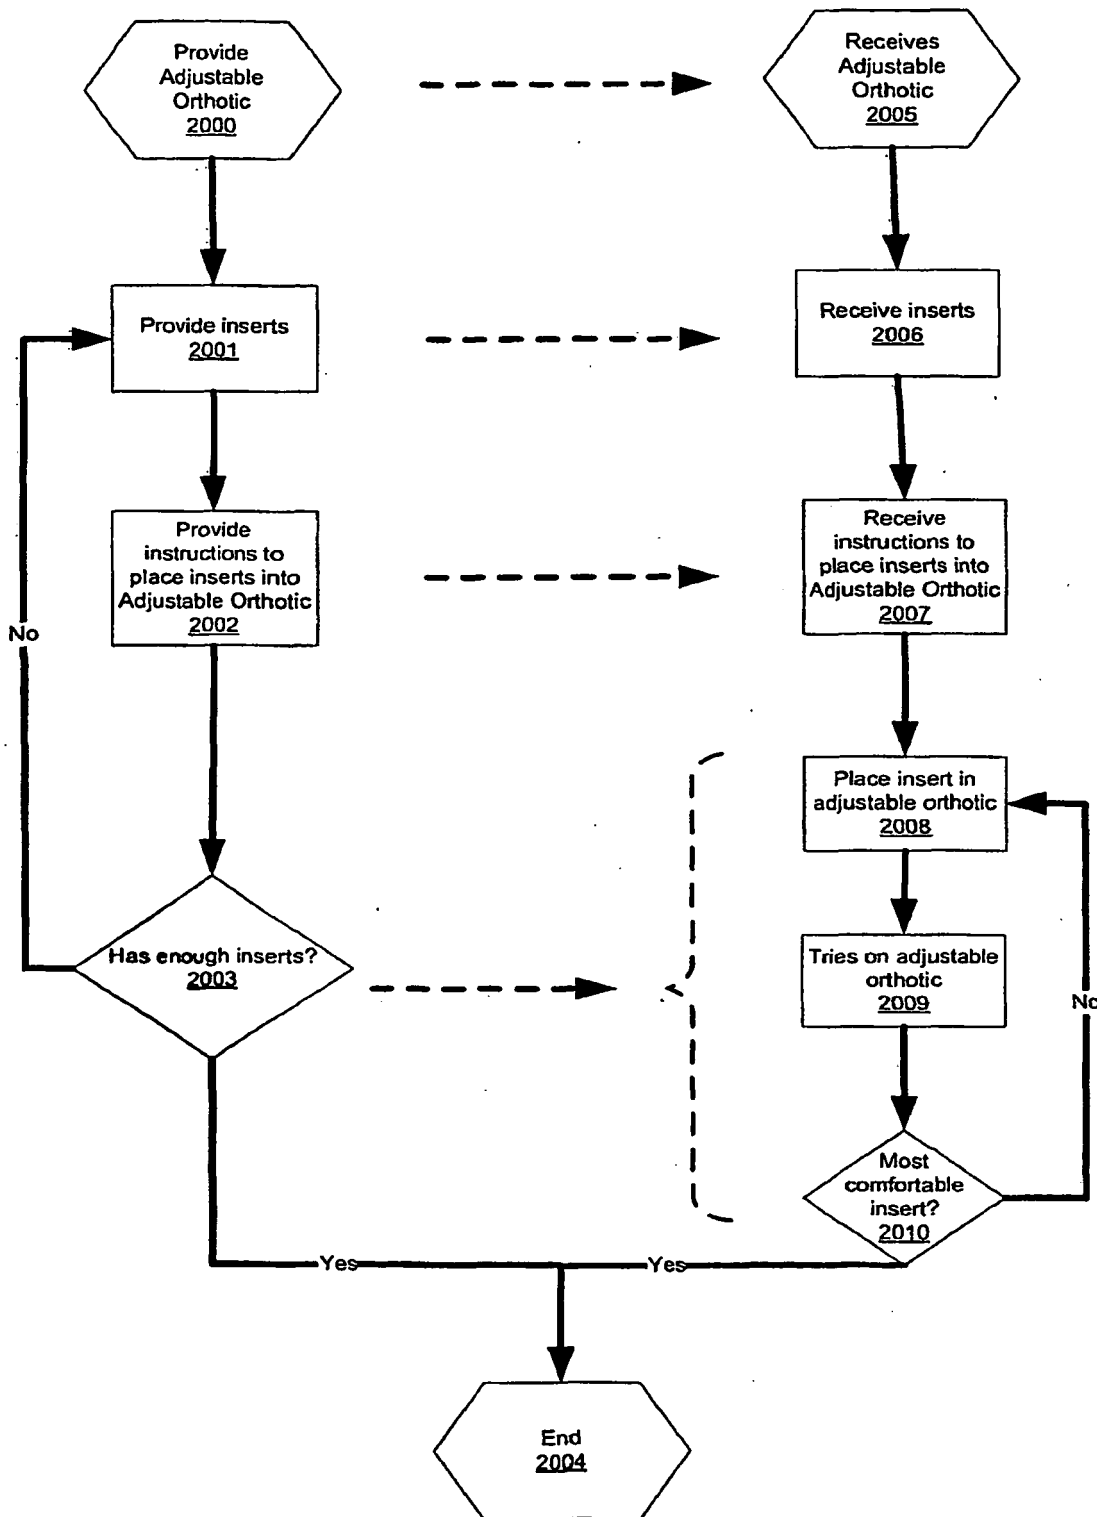 Provide
Adjustable
Orthotic
2000
Receives
Adjustable
Orthotic
2005
Provide inserts
2001
Receive inserts
2006
Provide
instructions to
place inserts into
Adjustable Orthotic
2002
Receive
instructions to
place inserts into
Adjustable Orthotic
2007
No
Place insert in
adjustable orthotic
2008
Has enough inserts?
2003
Tries on adjustable
orthotic
2009
No
Most
comfortable
insert?
2010
Yes
Yes
End
2004